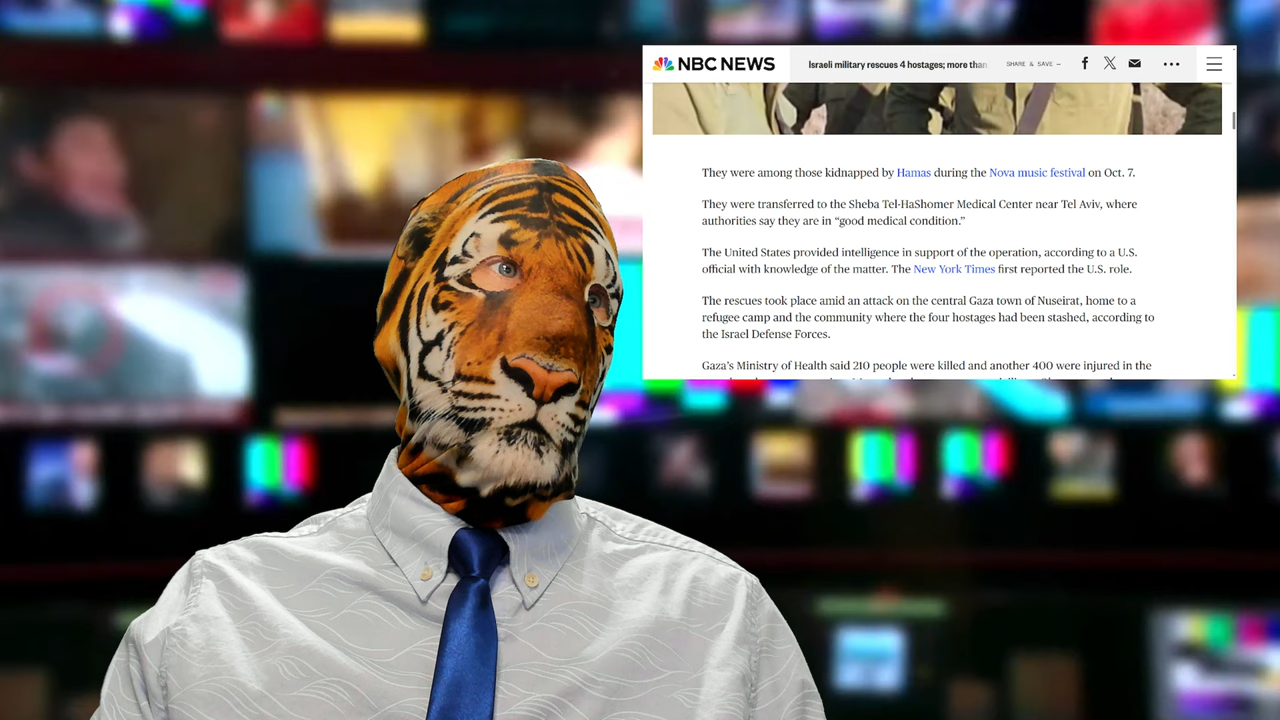 NBC NEWS
Israeli military rescues 4 hostages; more than
SHARE & SAVE —
They were among those kidnapped by Hamas during the Nova music festival on Oct. 7.
They were transferred to the Sheba Tel-HaShomer Medical Center near Tel Aviv, where
authorities say they are in “good medical condition.”
The United States provided intelligence in support of the operation, according to a U.S.
official with knowledge of the matter. The New York Times first reported the U.S. role.
The rescues took place amid an attack on the central Gaza town of Nuseirat, home to a
refugee camp and the community where the four hostages had been stashed, according to
the Israel Defense Forces.
Gaza’s Ministry of Health said 210 people were killed and another 400 were injured in the